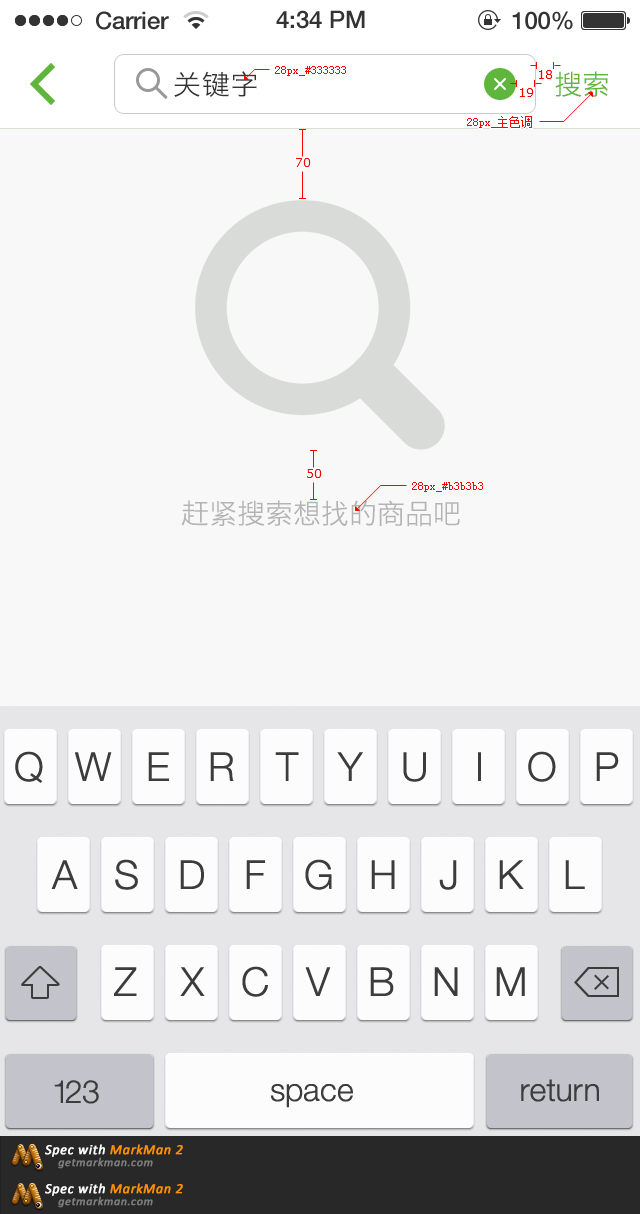 Carrier 4:34 PM 100%
关键字 28px_#333333 18 搜索
19
28px_主色调
70
50
28px_#b3b3b3
赶紧搜索想找的商品吧
Q W E R T Y U I O P
A S D F G H J K L
Z X C V B N M
123 space return
Spec with MarkMan 2
getmarkman.com
Spec with MarkMan 2
getmarkman.com